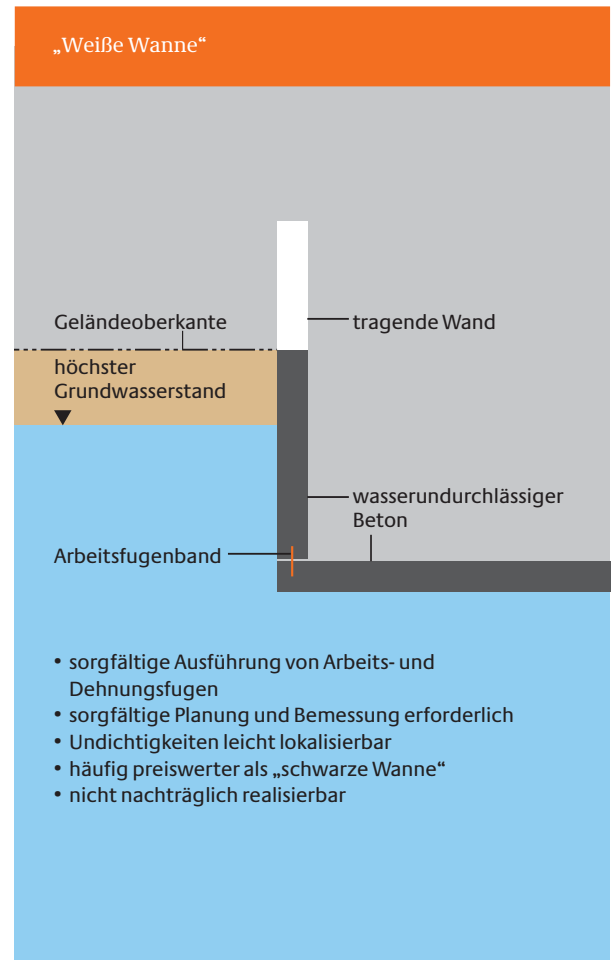 „Weiße Wanne“
Geländeoberkante
tragende Wand
höchster
Grundwasserstand
wasserundurchlässiger
Beton
Arbeitsfugenband
• sorgfältige Ausführung von Arbeits- und
Dehnungsfugen
• sorgfältige Planung und Bemessung erforderlich
• Undichtigkeiten leicht lokalisierbar
• häufig preiswerter als „schwarze Wanne“
• nicht nachträglich realisierbar